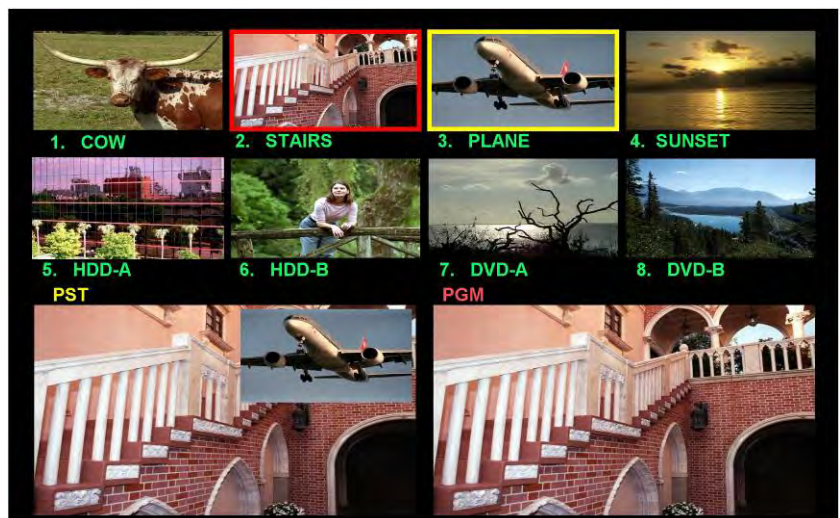 1. COW
2. STAIRS
3. PLANE
4. SUNSET
5. HDD-A
6. HDD-B
7. DVD-A
8. DVD-B
PST
PGM